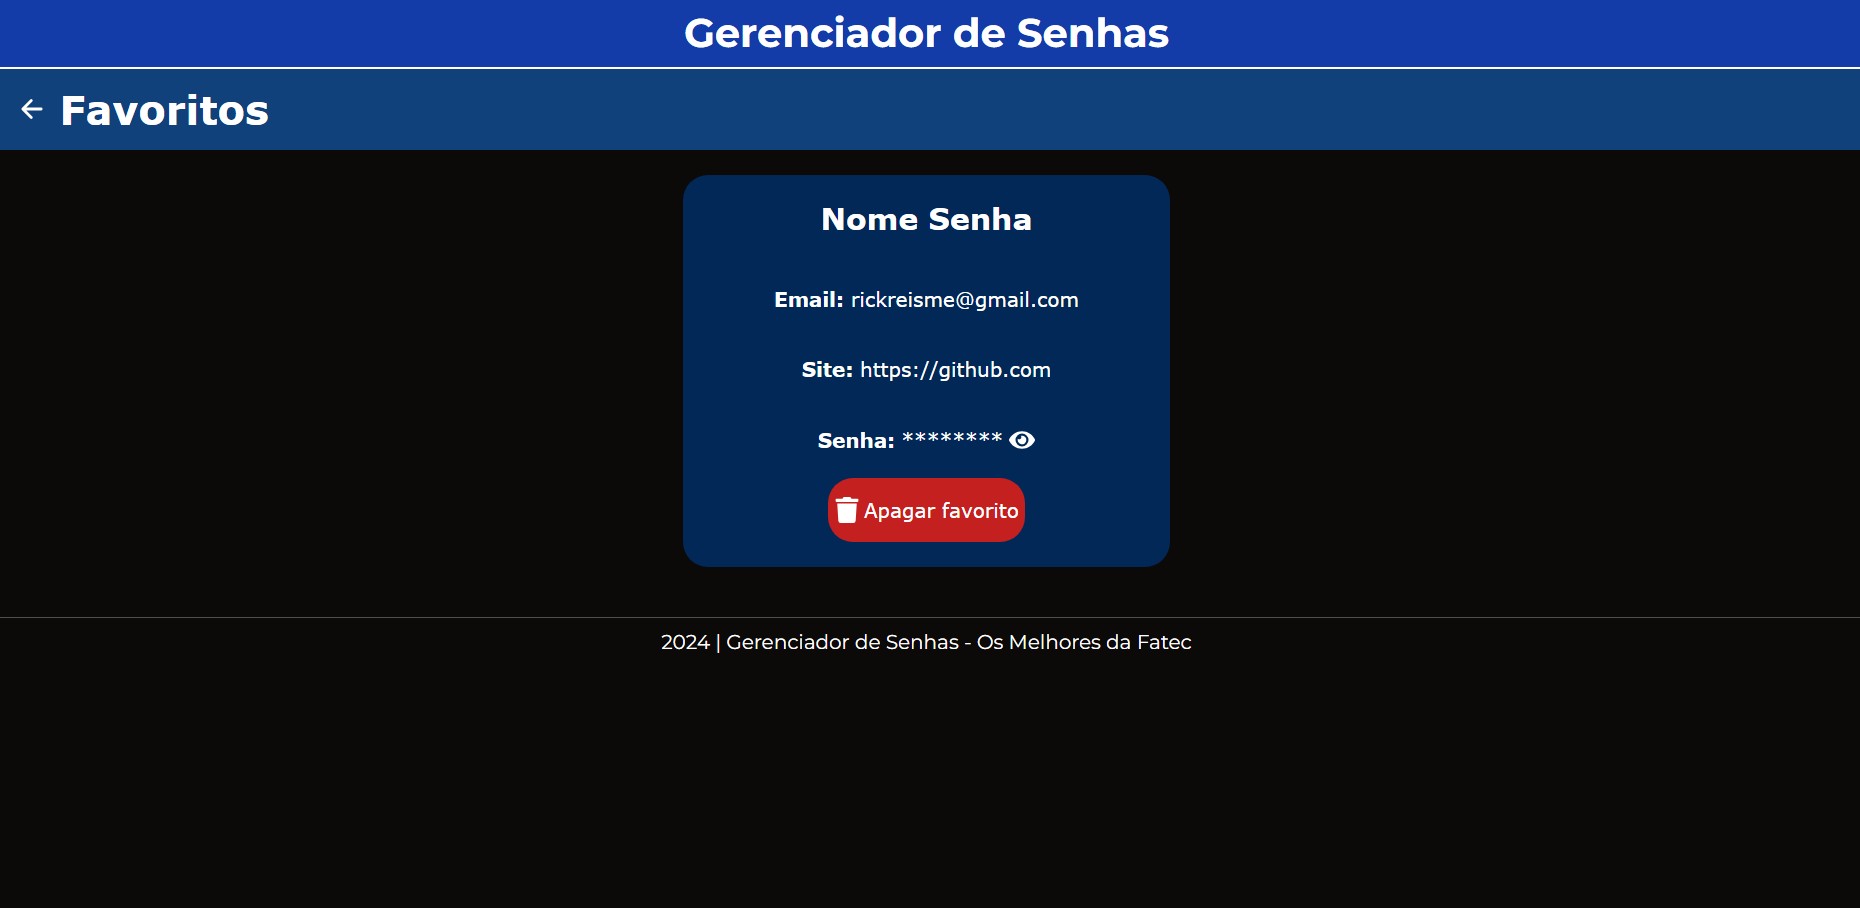 Gerenciador de Senhas
Favoritos
Nome Senha
Email: rickreisme@gmail.com
Site: https://github.com
Senha: ********
Apagar favorito
2024 | Gerenciador de Senhas - Os Melhores da Fatec